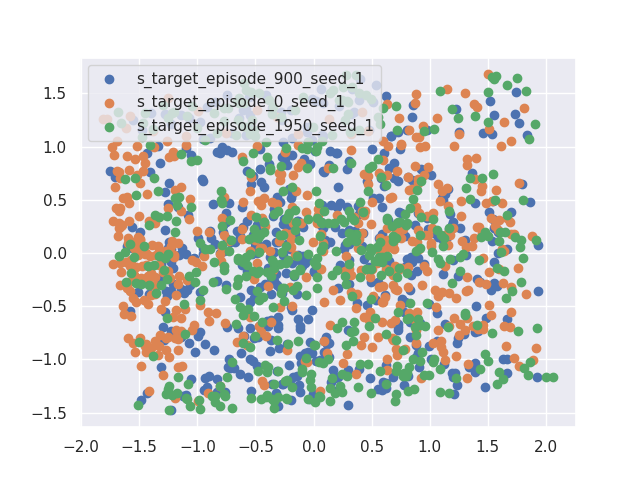 s_target_episode_900_seed_1
s_target_episode_0_seed_1
s_target_episode_1950_seed_1
1.5
1.0
0.5
0.0
−0.5
−1.0
−1.5
−2.0 −1.5 −1.0 −0.5 0.0 0.5 1.0 1.5 2.0